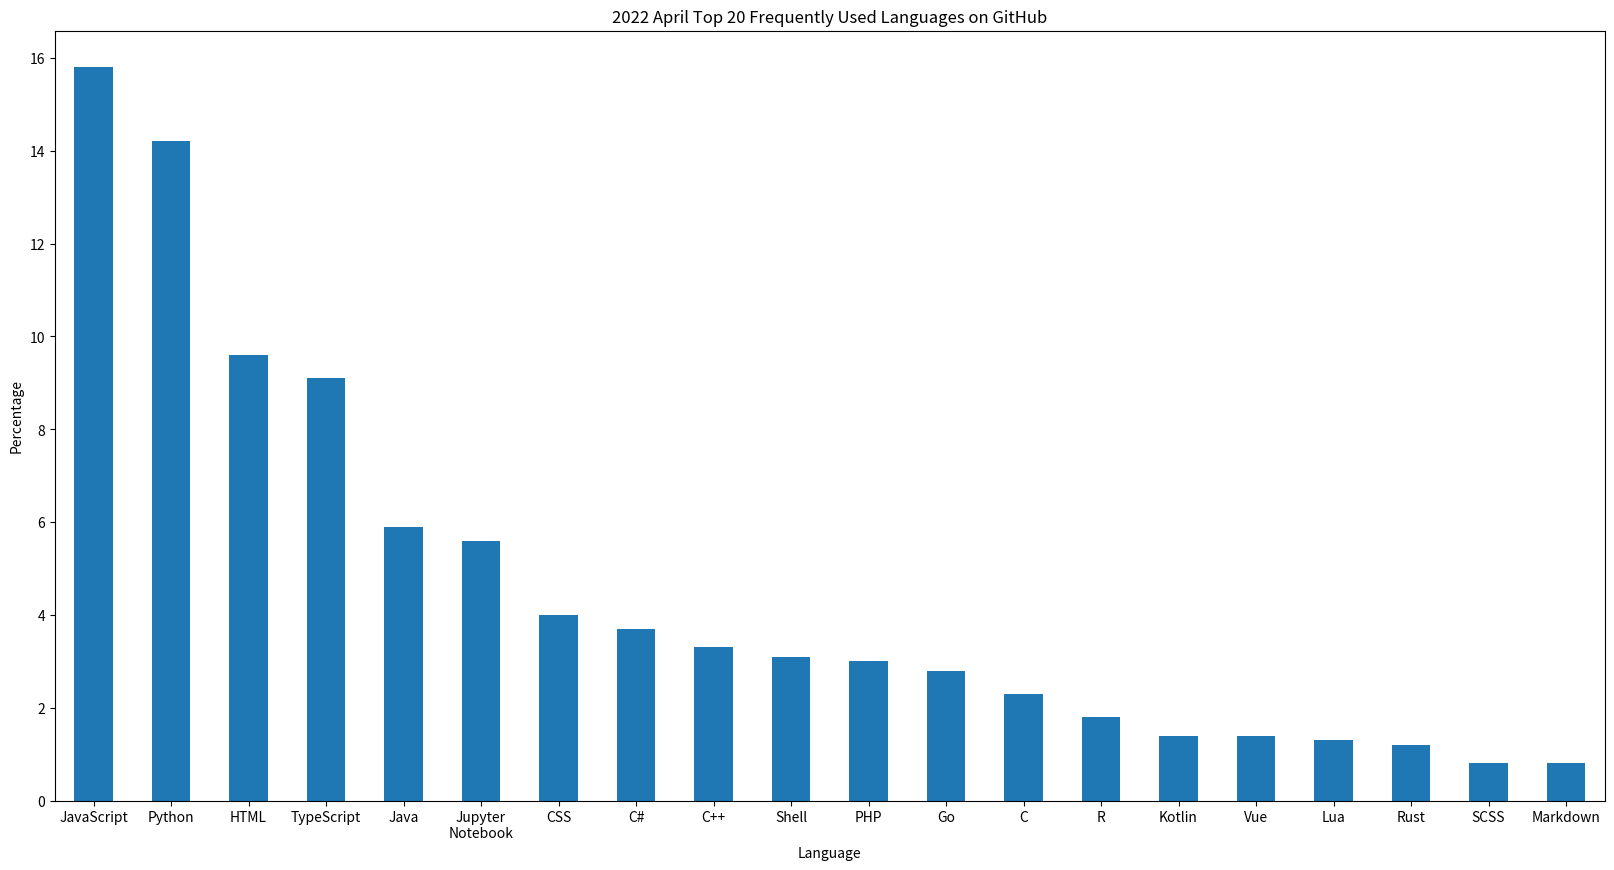 2022 April Top 20 Frequently Used Languages on GitHub
Percentage
16
14
12
10
8
6
4
2
0
JavaScript Python HTML TypeScript Java Jupyter CSS C# C++ Shell PHP Go C R Kotlin Vue Lua Rust SCSS Markdown
Notebook
Language